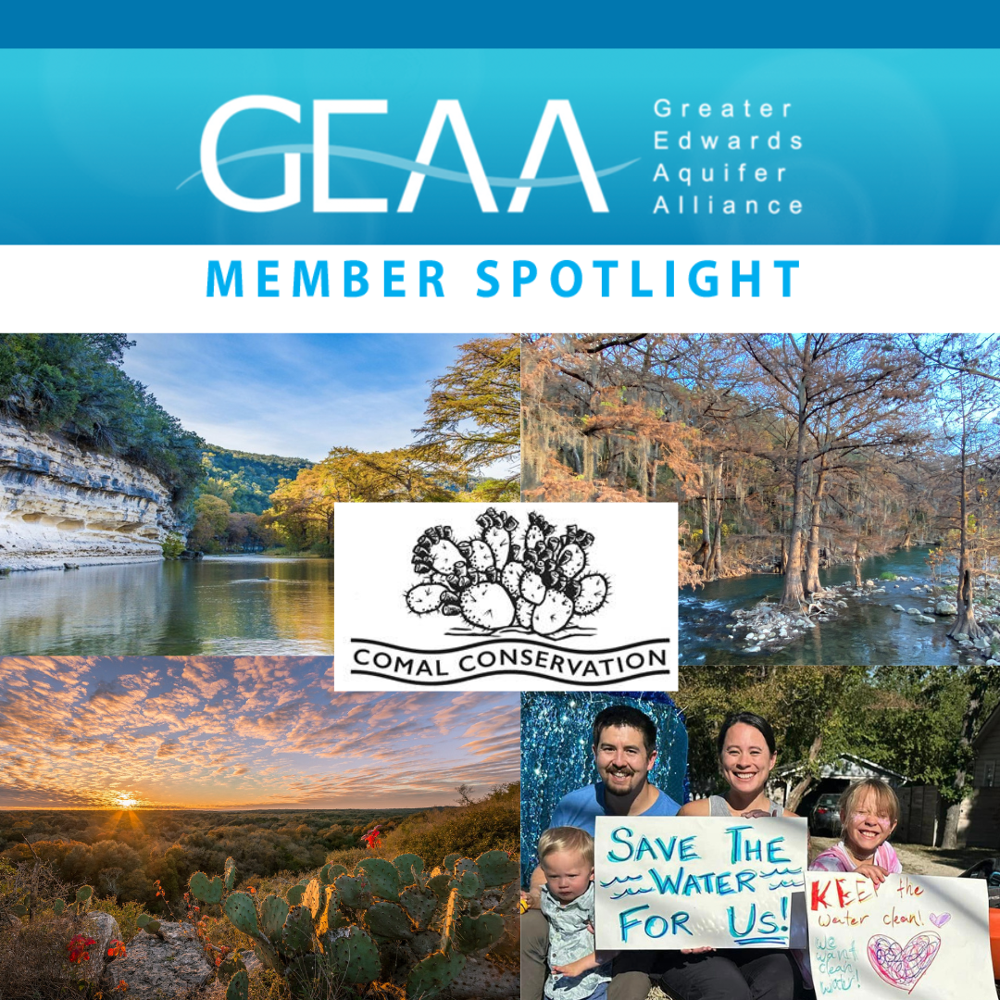 GEAA
Greater
Edwards
Aquifer
Alliance
MEMBER SPOTLIGHT
COMAL CONSERVATION
SAVE THE
WATER
FOR US!
KEEP the
water clean!
we
want
clean
water!